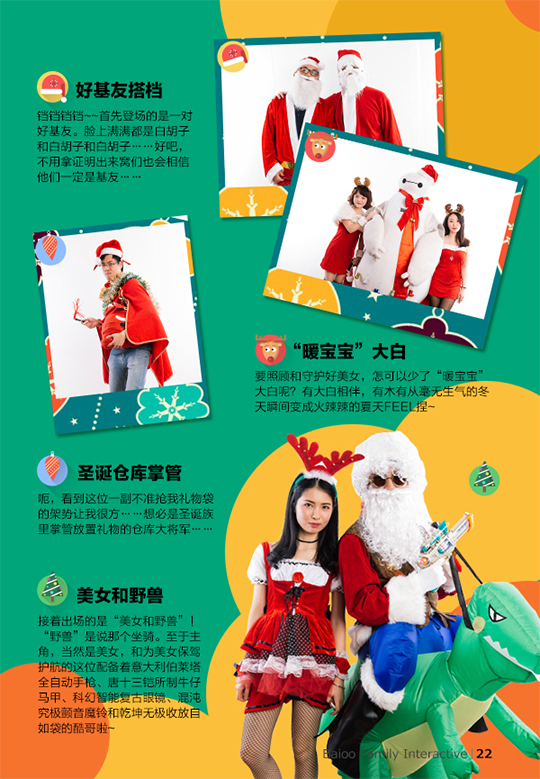 好基友搭档
铛铛铛铛~~首先登场的是一对
好基友。脸上满满都是白胡子
和白胡子和白胡子……好吧，
不用拿证明出来窝们也会相信
他们一定是基友……
“暖宝宝”大白
要照顾和守护好美女，怎可以少了“暖宝宝”
大白呢？有大白相伴，有木有从毫无生气的冬
天瞬间变成火辣辣的夏天FEEL捏~
圣诞仓库掌管
呃，看到这位一副不准抢我礼物袋
的架势让我很方……想必是圣诞族
里掌管放置礼物的仓库大将军……
美女和野兽
接着出场的是“美女和野兽”！
“野兽”是说那个坐骑。至于主
角，当然是美女，和为美女保驾
护航的这位配备着意大利伯莱塔
全自动手枪、唐十三铠所制牛仔
马甲、科幻智能复古眼镜、混沌
究极颤音魔铃和乾坤无极收放自
如袋的酷哥啦~
Baioo Family Interactive | 22